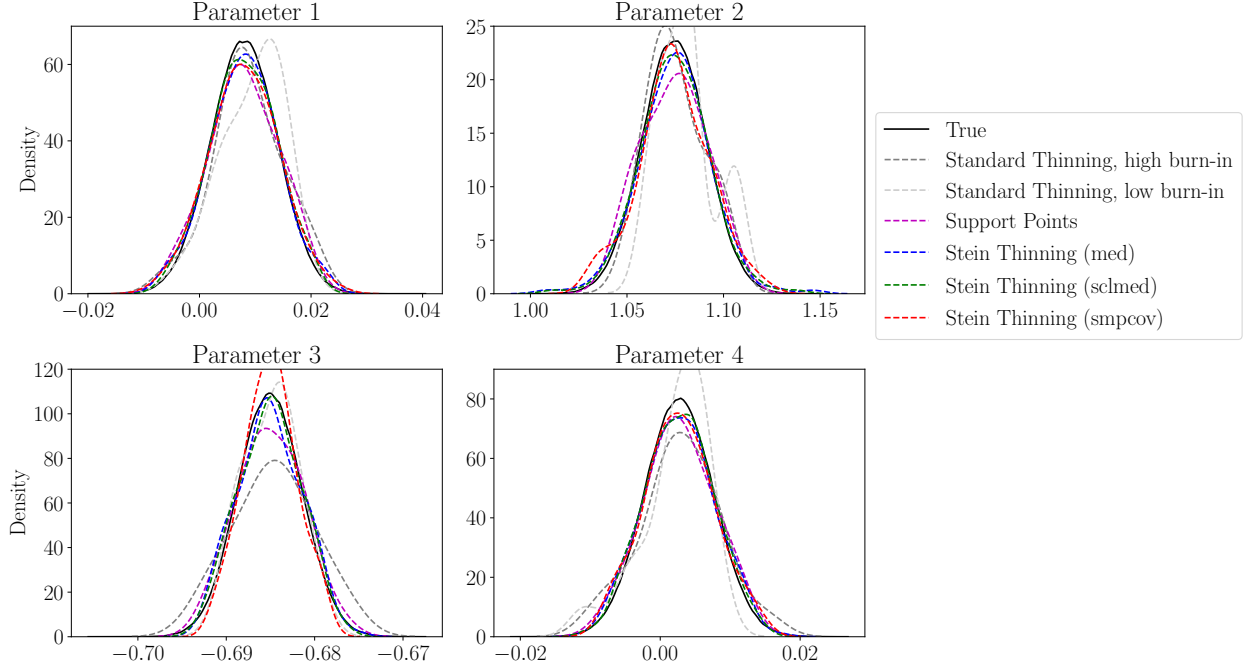 Parameter 1
Parameter 2
Density
60
40
20
0
−0.02
0.00
0.02
0.04
25
20
15
10
5
0
1.00
1.05
1.10
1.15
True
Standard Thinning, high burn-in
Standard Thinning, low burn-in
Support Points
Stein Thinning (med)
Stein Thinning (sclmed)
Stein Thinning (smpcov)
Parameter 3
Parameter 4
Density
120
100
80
60
40
20
0
−0.70
−0.69
−0.68
−0.67
80
60
40
20
0
−0.02
0.00
0.02